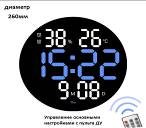 диаметр
260мм
38% 26°C
15:22
9 08
Управление основными
настройками с пульта ДУ